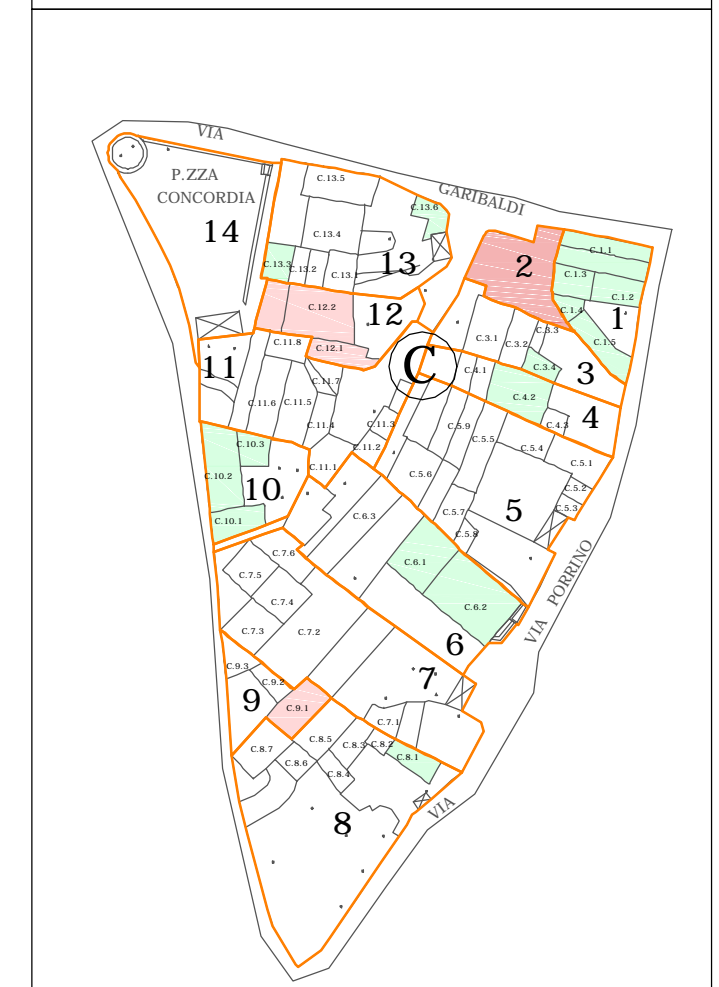 VIA
GARIBALDI
P.ZZA
CONCORDIA
14
C.13.5
C.13.6
C.13.4
C.13.3
C.13.2
C.13.1
13
2
C.1.1
C.1.3
C.1.2
C.1.4
1
C.1.5
C.12.2
12
C.12.1
C.3.1
C.3.2
C.3.3
C.3.4
3
C
11
C.11.8
C.11.7
C.11.6
C.11.5
C.11.4
C.11.3
C.11.2
C.11.1
C.4.1
C.4.2
C.4.3
4
C.5.9
C.5.5
C.5.4
C.5.1
C.5.2
C.5.3
C.5.6
C.5.7
C.5.8
5
C.10.3
C.10.2
10
C.10.1
C.6.3
C.6.1
C.6.2
6
VIA PORRINO
C.7.6
C.7.5
C.7.4
C.7.3
C.7.2
7
C.7.1
C.9.3
C.9.2
9
C.9.1
C.8.7
C.8.6
C.8.5
C.8.4
C.8.3
C.8.2
C.8.1
8
VIA